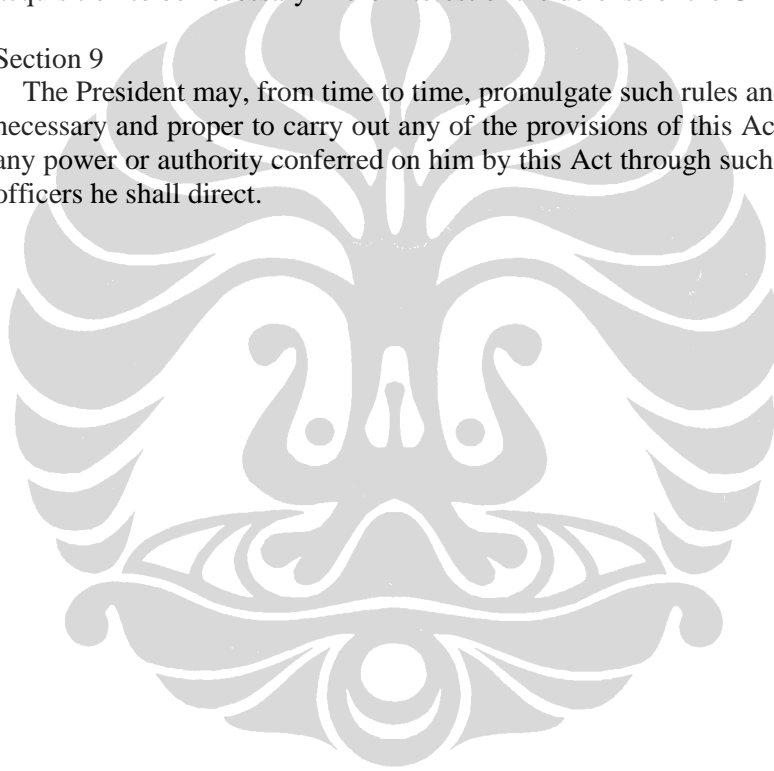 Section 9
The President may, from time to time, promulgate such rules an
necessary and proper to carry out any of the provisions of this Ac
any power or authority conferred on him by this Act through such
officers he shall direct.